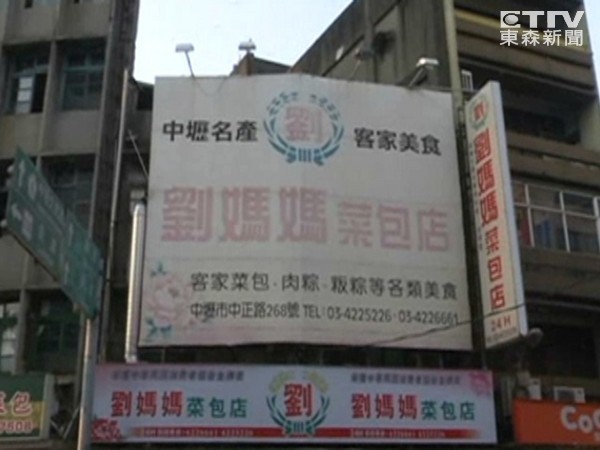 ETtv
東森新聞
中壢名產
劉
客家美食
劉媽媽菜包店
客家菜包·肉粽·粄粽等各類美食
中壢市中正路268號 TEL:03-4225226·03-4226661
劉媽媽菜包店
24H
劉媽媽菜包店
劉
劉媽媽菜包店
包
7508